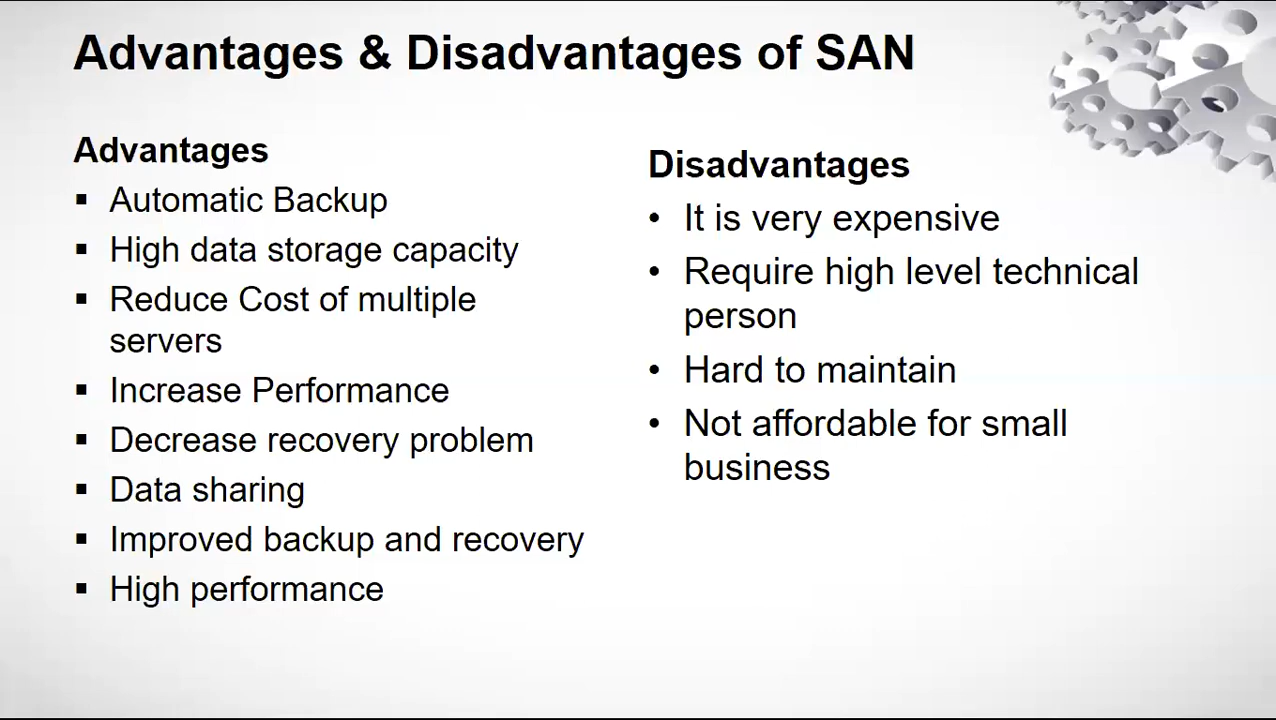 Advantages & Disadvantages of SAN
Advantages
▪ Automatic Backup
▪ High data storage capacity
▪ Reduce Cost of multiple
servers
▪ Increase Performance
▪ Decrease recovery problem
▪ Data sharing
▪ Improved backup and recovery
▪ High performance
Disadvantages
• It is very expensive
• Require high level technical
person
• Hard to maintain
• Not affordable for small
business